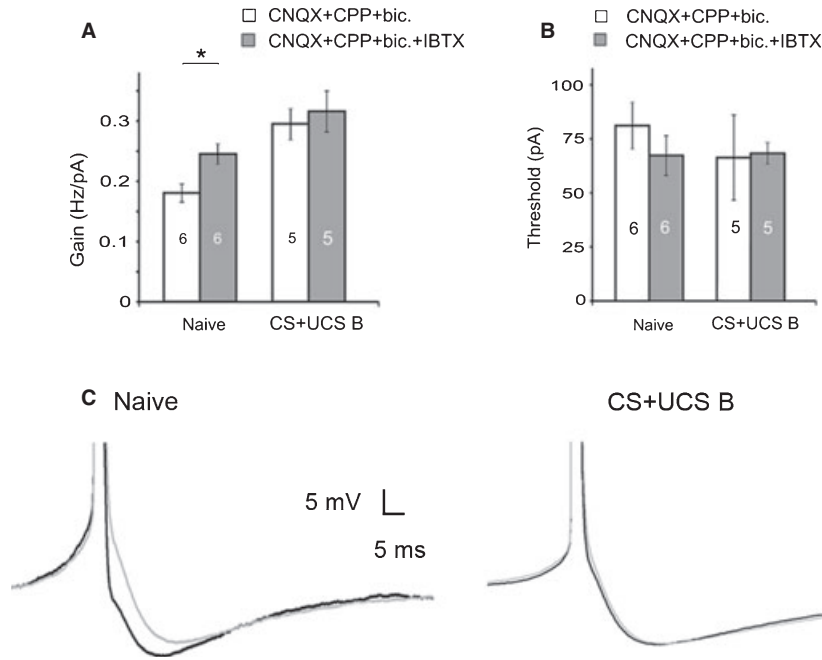 A
CNQX+CPP+bic.
CNQX+CPP+bic.+IBTX
*
Gain (Hz/pA)
0.3
0.2
0.1
0
6
6
5
5
Naive
CS+UCS B
B
CNQX+CPP+bic.
CNQX+CPP+bic.+IBTX
Threshold (pA)
100
75
50
25
0
6
6
5
5
Naive
CS+UCS B
C Naive
CS+UCS B
5 mV
5 ms